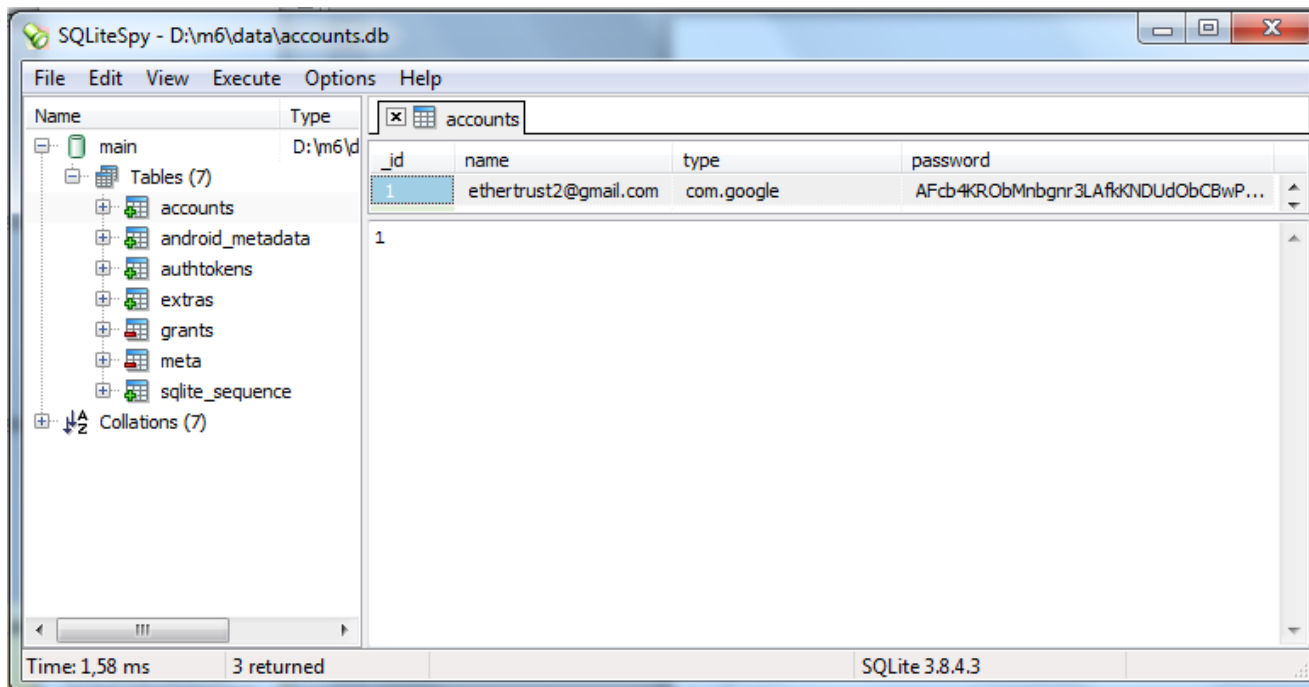 SQLiteSpy - D:\m6\data\accounts.db
File Edit View Execute Options Help
Name Type
main D:\m6\d
Tables (7)
accounts
android_metadata
authtokens
extras
grants
meta
sqlite_sequence
Collations (7)
accounts
_id name type password
1 ethertrust2@gmail.com com.google AFcb4KRObMnbgnr3LAfkKNDUdObCBwP...
1
Time: 1,58 ms 3 returned SQLite 3.8.4.3